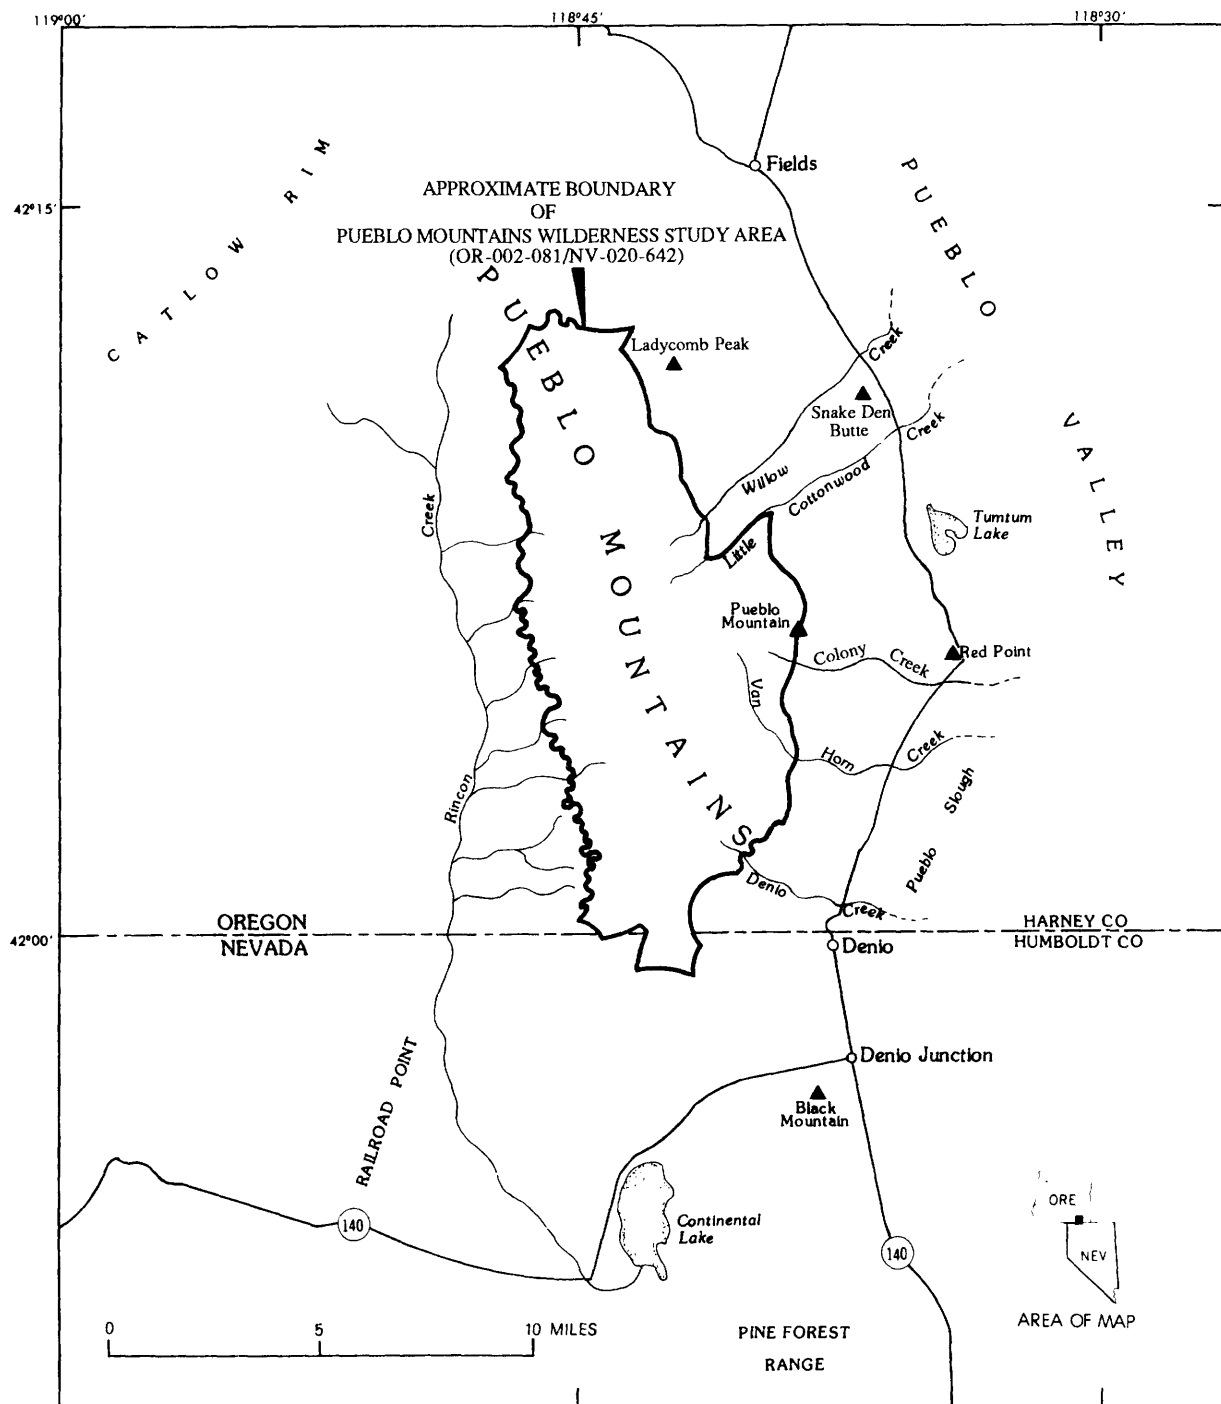 119°00'
118°45'
118°30'
Fields
CATLOW RIM
PUEBLO VALLEY
APPROXIMATE BOUNDARY
OF
PUEBLO MOUNTAINS WILDERNESS STUDY AREA
(OR-002-081/NV-020-642)
42°15'
PUEBLO MOUNTAINS
Ladycomb Peak
Creek
Snake Den
Butte
Creek
Willow
Cottonwood
Little
Creek
Tumtum
Lake
Pueblo
Mountain
Colony
Creek
Red Point
Van
Horn
Creek
Rincon
Slough
Pueblo
Denio
Creek
OREGON
NEVADA
HARNEY CO
HUMBOLDT CO
42°00'
Denio
Denio Junction
RAILROAD POINT
Black
Mountain
140
Continental
Lake
140
ORE
NEV
AREA OF MAP
0 5 10 MILES
PINE FOREST
RANGE